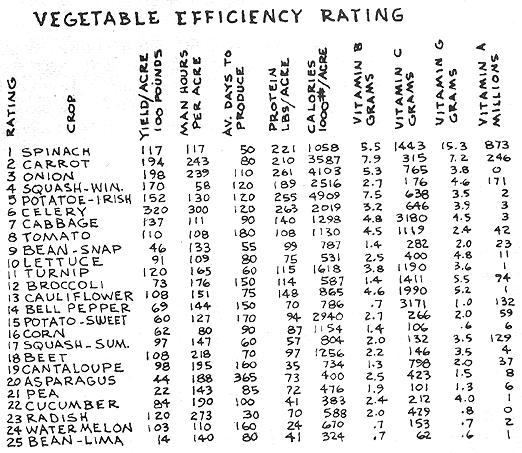 VEGETABLE EFFICIENCY RATING
RATING CROP YIELD/ACRE 100 POUNDS MAN HOURS PER ACRE AV. DAYS TO PRODUCE PROTEIN LBS/ACRE CALORIES 1000#/ACRE VITAMIN B GRAMS VITAMIN C GRAMS VITAMIN G GRAMS VITAMIN A MILLIONS
1 SPINACH 117 117 50 221 1058 5.5 1443 15.3 873
2 CARROT 194 243 80 210 3587 7.9 315 7.2 246
3 ONION 198 239 110 261 4103 5.3 765 3.8 0
4 SQUASH-WIN. 170 58 120 189 2516 2.7 176 4.6 171
5 POTATOE-IRISH 152 130 120 255 4909 7.5 638 3.5 2
6 CELERY 320 300 120 263 2019 3.2 646 3.9 3
7 CABBAGE 137 111 90 140 1298 4.8 3180 4.5 3
8 TOMATO 110 108 180 108 1130 4.5 1119 2.4 42
9 BEAN-SNAP 46 133 55 99 787 1.4 282 2.0 23
10 LETTUCE 91 109 80 75 531 2.5 400 4.8 11
11 TURNIP 120 165 60 115 1618 3.8 1190 3.6 1
12 BROCCOLI 73 176 150 114 587 1.4 1411 5.5 74
13 CAULIFLOWER 108 151 75 148 865 4.6 1990 5.2 1
14 BELL PEPPER 69 144 150 70 786 .7 3171 1.0 132
15 POTATO-SWEET 60 127 170 94 2940 2.7 266 2.0 59
16 CORN 62 80 90 87 1154 1.4 106 .6 6
17 SQUASH-SUM. 97 147 60 57 804 2.0 132 3.5 129
18 BEET 108 218 70 97 1256 2.2 146 3.5 4
19 CANTALOUPE 98 195 160 35 734 1.3 798 2.0 37
20 ASPARAGUS 44 188 365 73 400 2.5 423 1.5 8
21 PEA 22 143 85 72 476 1.9 101 1.3 6
22 CUCUMBER 84 190 100 41 383 2.4 212 4.0 1
23 RADISH 120 273 30 70 588 2.0 479 .8 0
24 WATERMELON 103 110 160 24 670 .7 153 .7 2
25 BEAN-LIMA 14 140 80 41 324 .7 62 .6 1